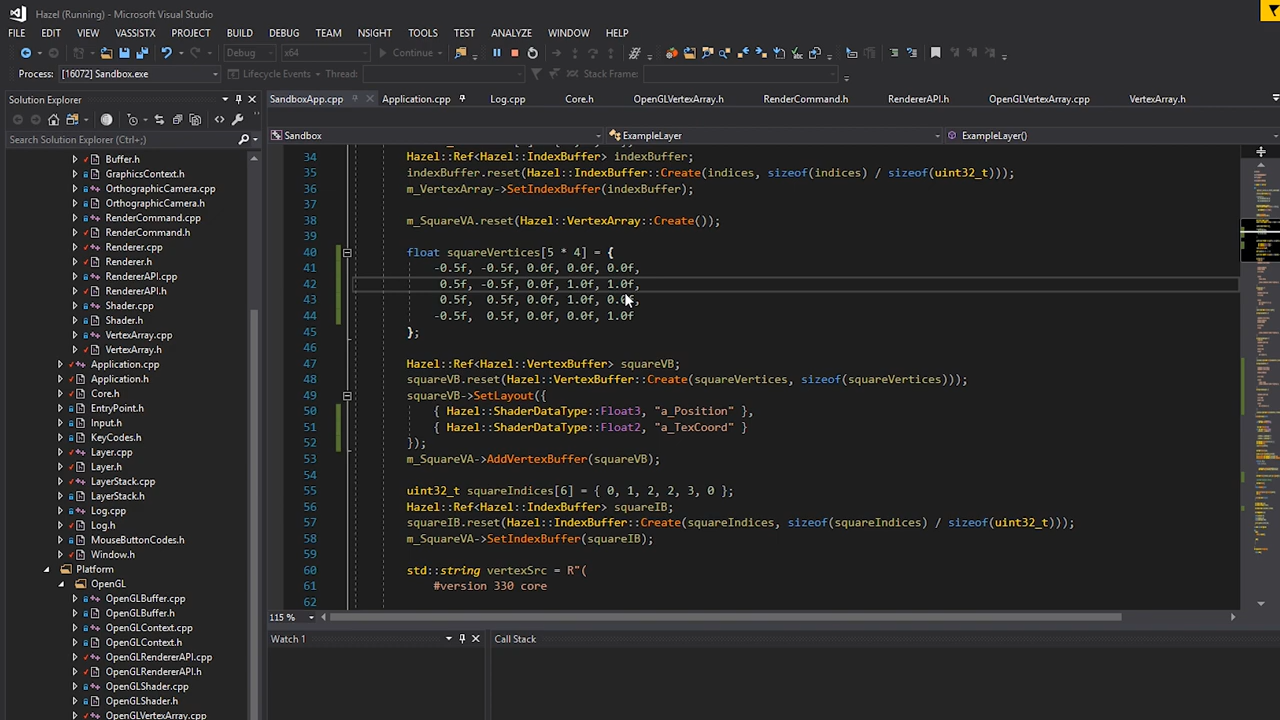 Hazel (Running) - Microsoft Visual Studio
FILE EDIT VIEW VASSISTX PROJECT BUILD DEBUG TEAM NSIGHT TOOLS TEST ANALYZE WINDOW HELP
Debug x64 Continue
Process: [16072] Sandbox.exe Lifecycle Events Thread: Stack Frame:
Solution Explorer
SandboxApp.cpp Application.cpp Log.cpp Core.h OpenGLVertexArray.h RenderCommand.h RendererAPI.h OpenGLVertexArray.cpp VertexArray.h
Search Solution Explorer (Ctrl+;)
Sandbox ExampleLayer ExampleLayer()
Buffer.h
GraphicsContext.h
OrthographicCamera.cpp
OrthographicCamera.h
RenderCommand.cpp
RenderCommand.h
Renderer.cpp
Renderer.h
RendererAPI.cpp
RendererAPI.h
Shader.cpp
Shader.h
VertexArray.cpp
VertexArray.h
Application.cpp
Application.h
Core.h
EntryPoint.h
Input.h
KeyCodes.h
Layer.cpp
Layer.h
LayerStack.cpp
LayerStack.h
Log.cpp
Log.h
MouseButtonCodes.h
Window.h
Platform
OpenGL
OpenGLBuffer.cpp
OpenGLBuffer.h
OpenGLContext.cpp
OpenGLContext.h
OpenGLRendererAPI.cpp
OpenGLRendererAPI.h
OpenGLShader.cpp
OpenGLShader.h
OpenGLVertexArray.cpp
34 Hazel::Ref<Hazel::IndexBuffer> indexBuffer;
35 indexBuffer.reset(Hazel::IndexBuffer::Create(indices, sizeof(indices) / sizeof(uint32_t)));
36 m_VertexArray->SetIndexBuffer(indexBuffer);
37
38 m_SquareVA.reset(Hazel::VertexArray::Create());
39
40 float squareVertices[5 * 4] = {
41 -0.5f, -0.5f, 0.0f, 0.0f, 0.0f,
42 0.5f, -0.5f, 0.0f, 1.0f, 1.0f,
43 0.5f, 0.5f, 0.0f, 1.0f,
44 -0.5f, 0.5f, 0.0f, 0.0f, 1.0f
45 };
46
47 Hazel::Ref<Hazel::VertexBuffer> squareVB;
48 squareVB.reset(Hazel::VertexBuffer::Create(squareVertices, sizeof(squareVertices)));
49 squareVB->SetLayout({
50 { Hazel::ShaderDataType::Float3, "a_Position" },
51 { Hazel::ShaderDataType::Float2, "a_TexCoord" }
52 });
53 m_SquareVA->AddVertexBuffer(squareVB);
54
55 uint32_t squareIndices[6] = { 0, 1, 2, 2, 3, 0 };
56 Hazel::Ref<Hazel::IndexBuffer> squareIB;
57 squareIB.reset(Hazel::IndexBuffer::Create(squareIndices, sizeof(squareIndices) / sizeof(uint32_t)));
58 m_SquareVA->SetIndexBuffer(squareIB);
59
60 std::string vertexSrc = R"(
61 #version 330 core
62
115 %
Watch 1 Call Stack